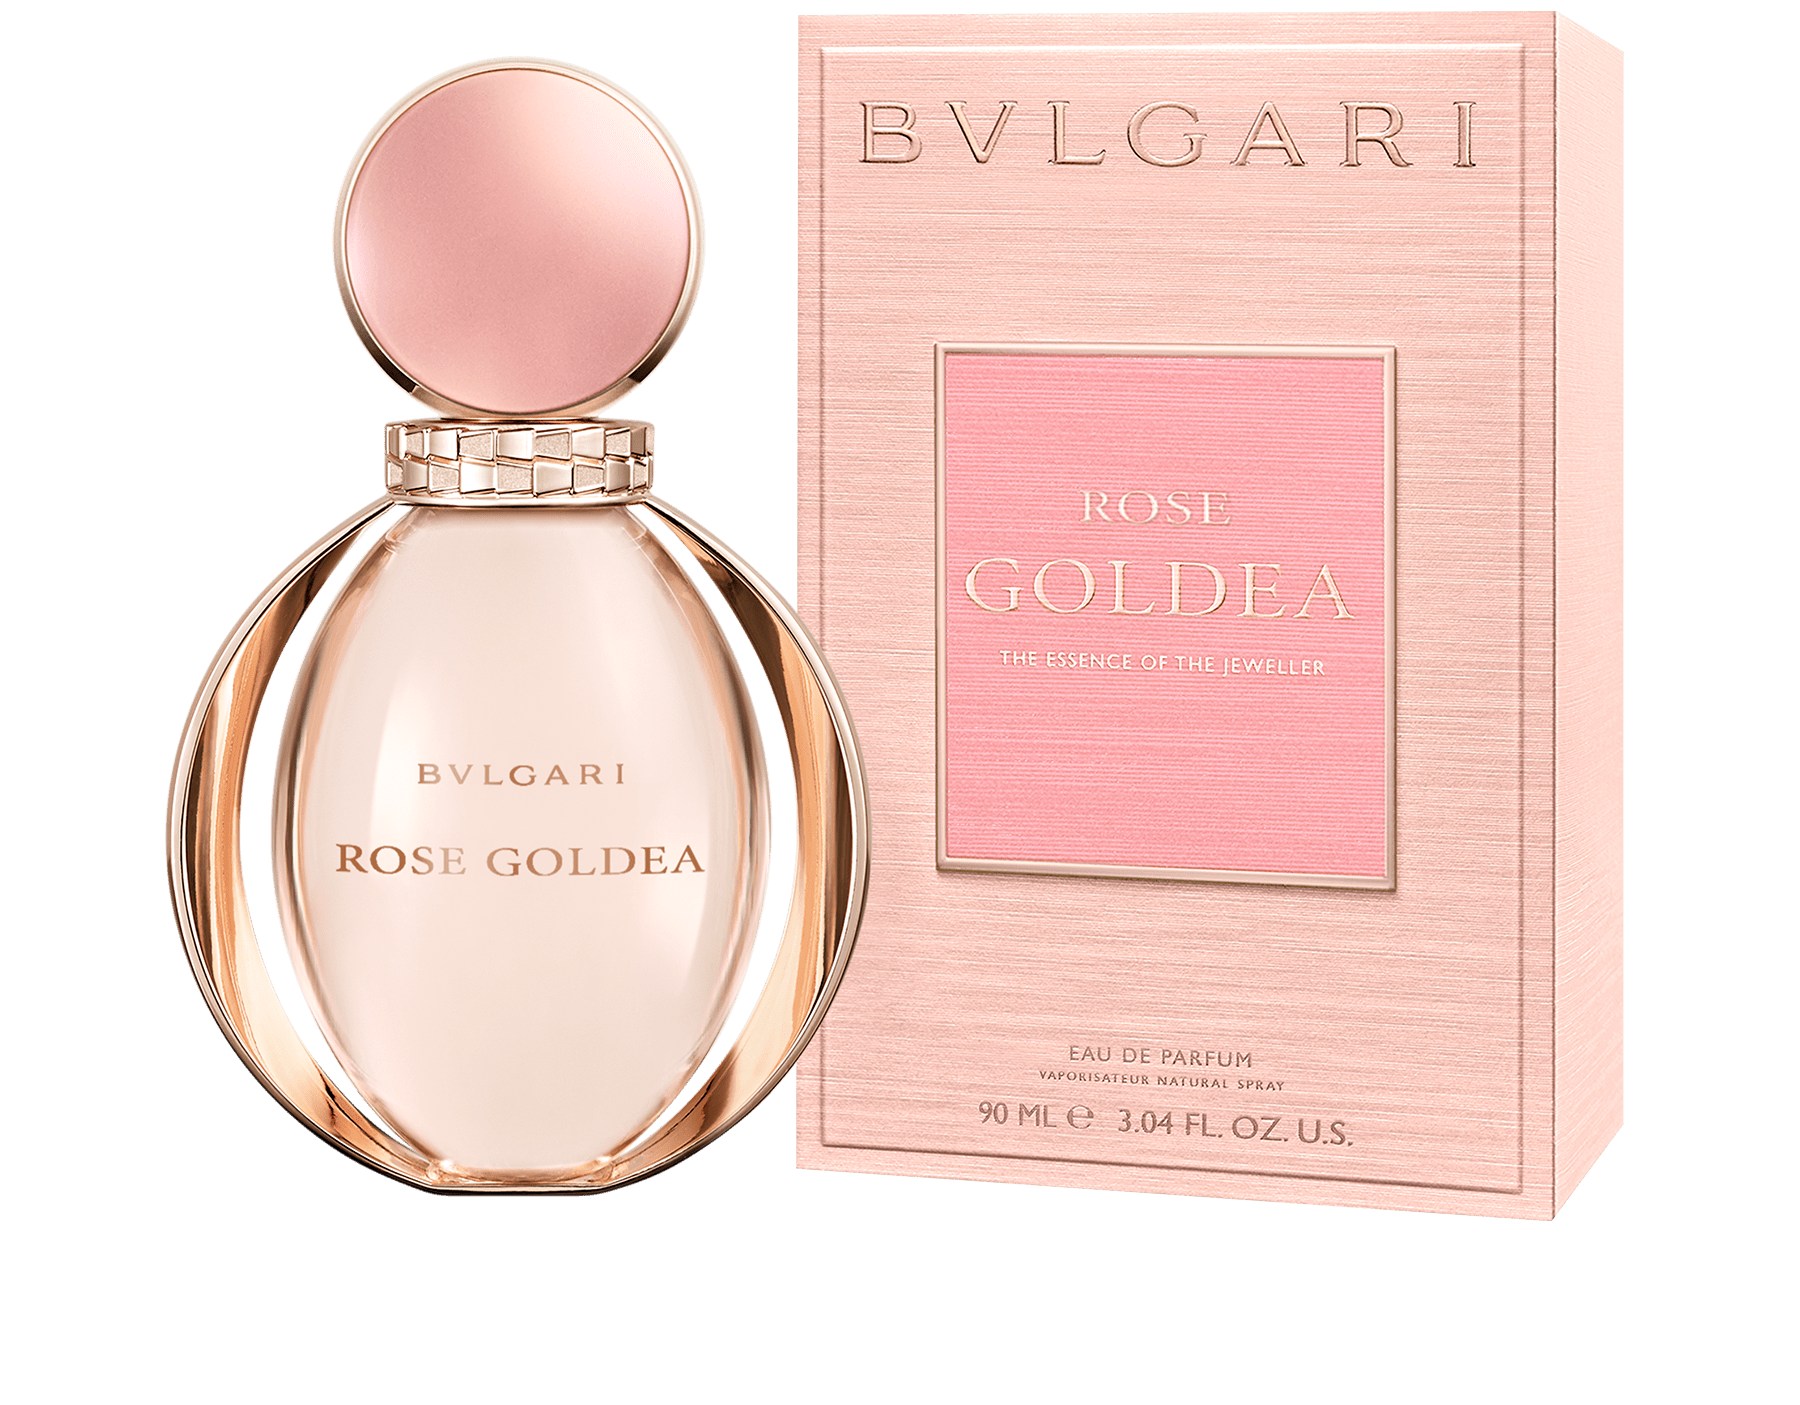 BVLGARI
ROSE GOLDEA
BVLGARI
ROSE
GOLDEA
THE ESSENCE OF THE JEWELLER
EAU DE PARFUM
VAPORISATEUR NATURAL SPRAY
90 ML ℮ 3.04 FL. OZ. U.S.